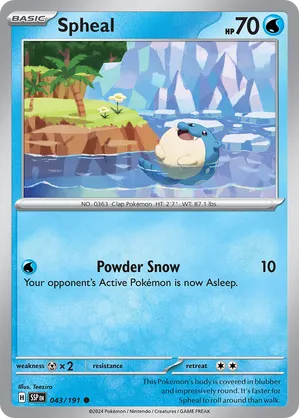 BASIC
Spheal
HP 70
NO. 0363 Clap Pokémon HT: 2'7" WT: 87.1 lbs.
Powder Snow 10
Your opponent's Active Pokémon is now Asleep.
weakness ×2 resistance retreat
Illus. Teeziro
H SSP EN 043/191
This Pokémon's body is covered in blubber
and impressively round. It's faster for
Spheal to roll around than walk.
©2024 Pokémon / Nintendo / Creatures / GAME FREAK